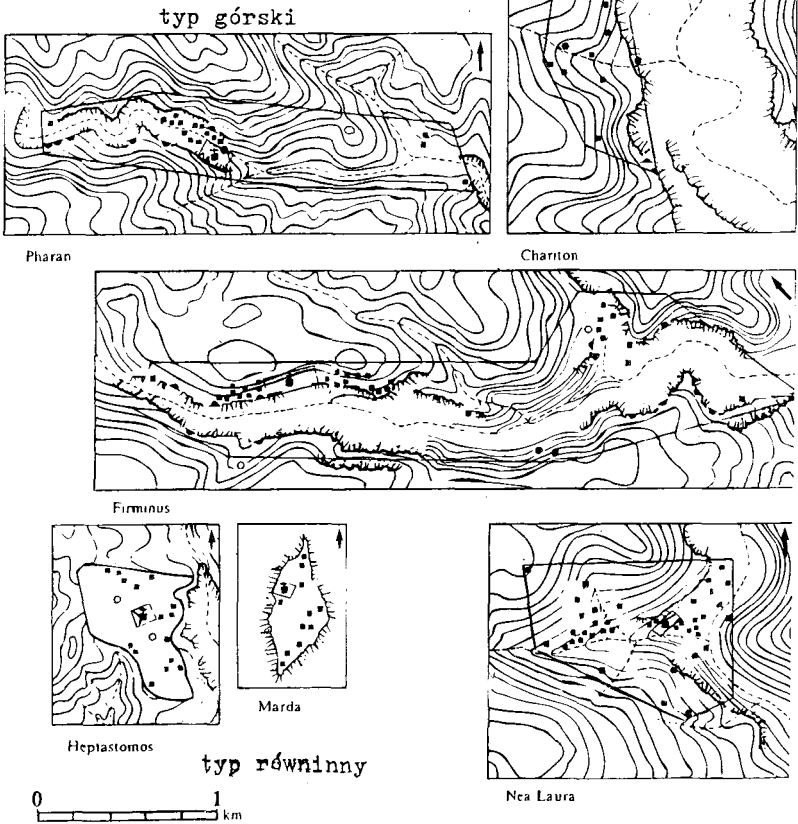 typ górski
Pharan
Chariton
Firminus
Heptastomos
Marda
typ równinny
Nea Laura
0 1
km